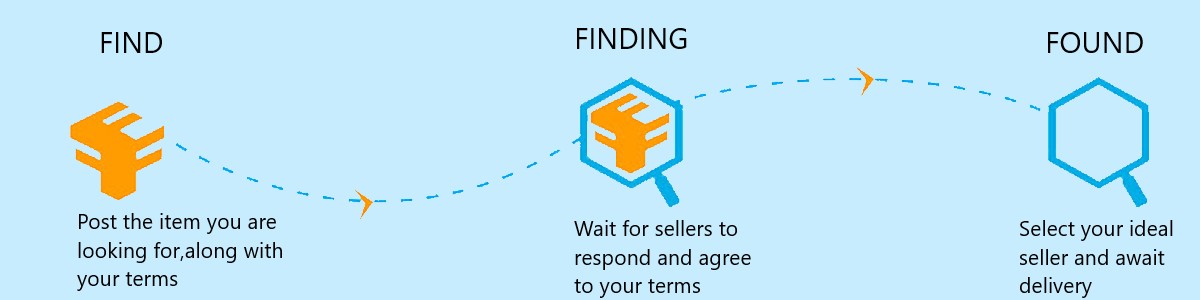 FIND
Post the item you are
looking for,along with
your terms
FINDING
Wait for sellers to
respond and agree
to your terms
FOUND
Select your ideal
seller and await
delivery